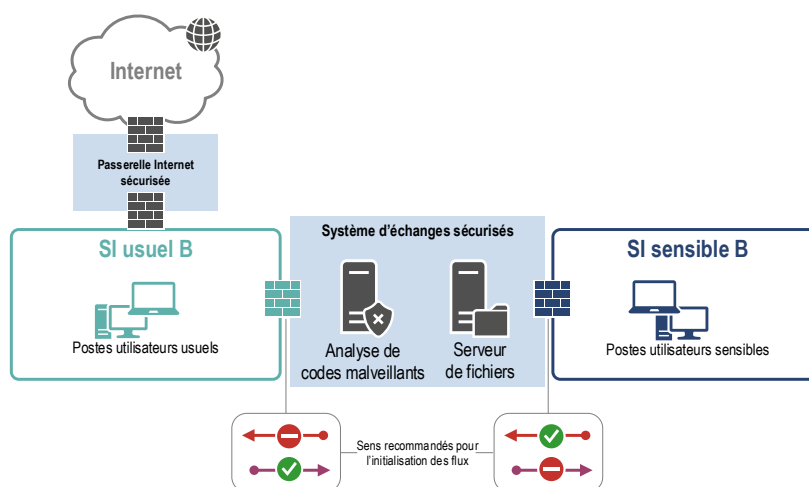 Internet
Passerelle Internet
sécurisée
SI usuel B
Postes utilisateurs usuels
Système d'échanges sécurisés
Analyse de
codes malveillants
Serveur
de fichiers
SI sensible B
Postes utilisateurs sensibles
Sens recommandés pour
l'initialisation des flux